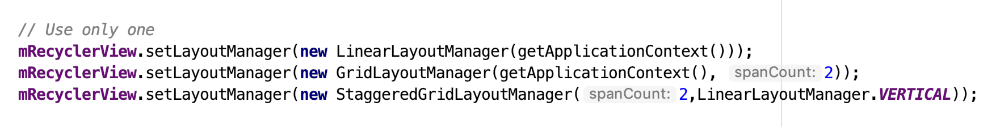 // Use only one
mRecyclerView.setLayoutManager(new LinearLayoutManager(getApplicationContext()));
mRecyclerView.setLayoutManager(new GridLayoutManager(getApplicationContext(), spanCount: 2));
mRecyclerView.setLayoutManager(new StaggeredGridLayoutManager( spanCount: 2,LinearLayoutManager.VERTICAL));